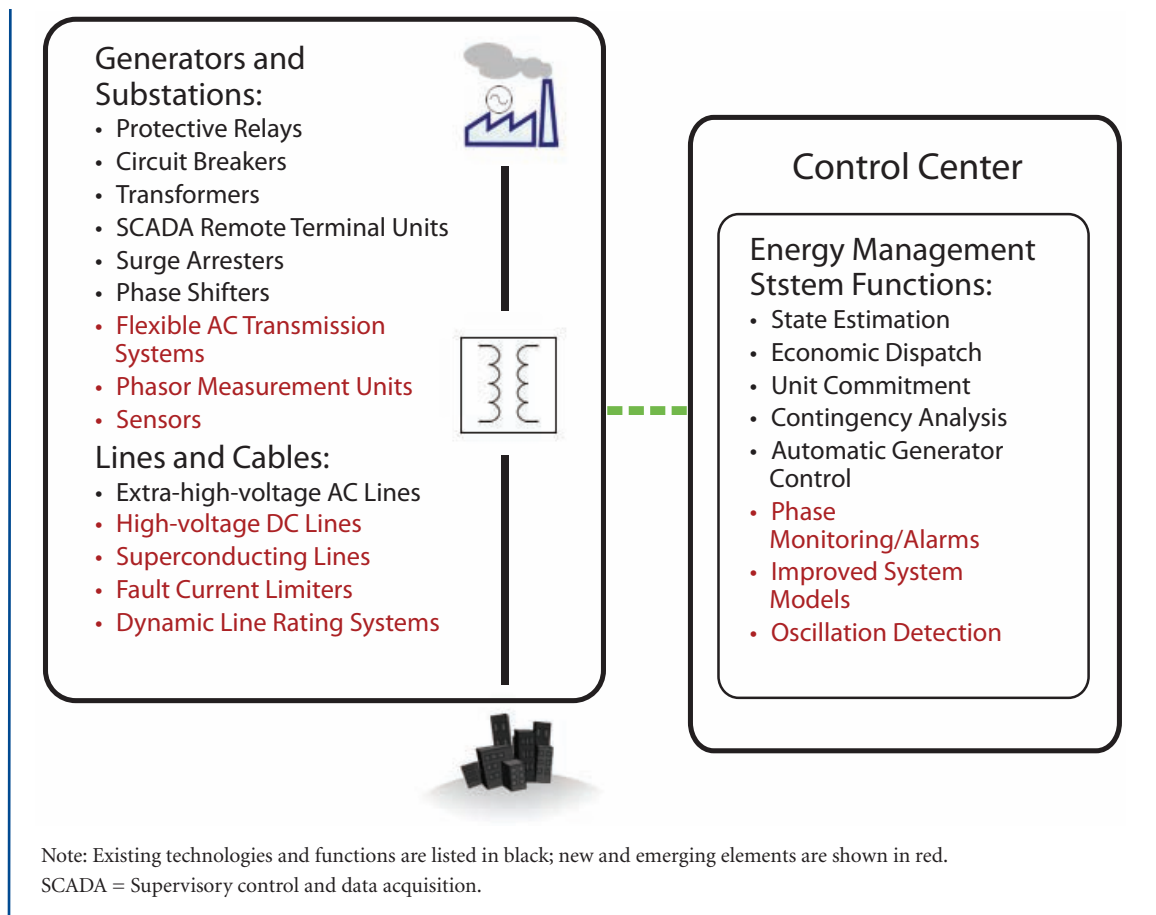 Generators and
Substations:
• Protective Relays
• Circuit Breakers
• Transformers
• SCADA Remote Terminal Units
• Surge Arresters
• Phase Shifters
• Flexible AC Transmission
Systems
• Phasor Measurement Units
• Sensors
Lines and Cables:
• Extra-high-voltage AC Lines
• High-voltage DC Lines
• Superconducting Lines
• Fault Current Limiters
• Dynamic Line Rating Systems
Control Center
Energy Management
Ststem Functions:
• State Estimation
• Economic Dispatch
• Unit Commitment
• Contingency Analysis
• Automatic Generator
Control
• Phase
Monitoring/Alarms
• Improved System
Models
• Oscillation Detection
Note: Existing technologies and functions are listed in black; new and emerging elements are shown in red.
SCADA = Supervisory control and data acquisition.